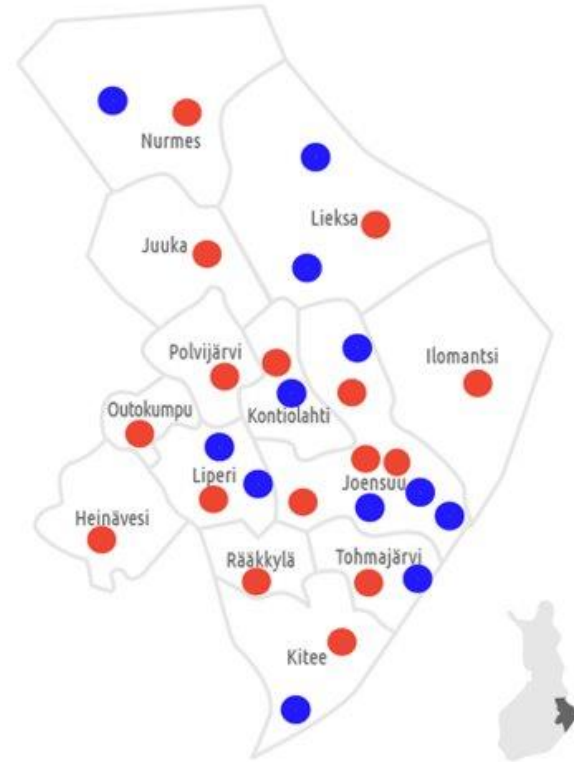 Nurmes
Lieksa
Juuka
Polvijärvi
Ilomantsi
Outokumpu
Kontiolahti
Liperi
Joensuu
Heinävesi
Rääkkylä
Tohmajärvi
Kitee